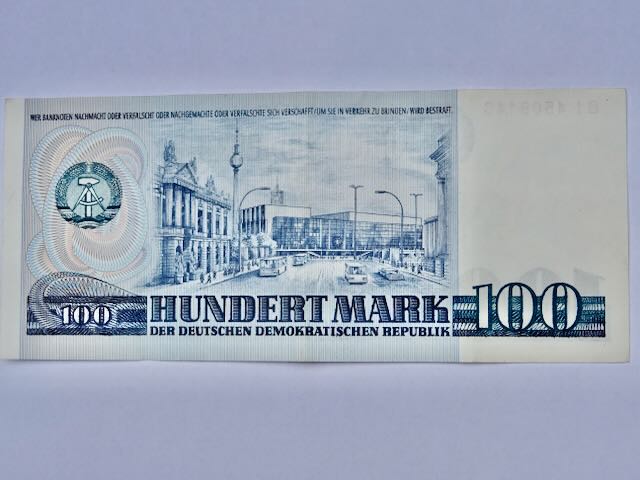 WER BANKNOTEN NACHMACHT ODER VERFÄLSCHT ODER NACHGEMACHTE ODER VERFÄLSCHTE SICH VERSCHAFFT UM SIE IN VERKEHR ZU BRINGEN, WIRD BESTRAFT.
100 HUNDERT MARK 100
DER DEUTSCHEN DEMOKRATISCHEN REPUBLIK